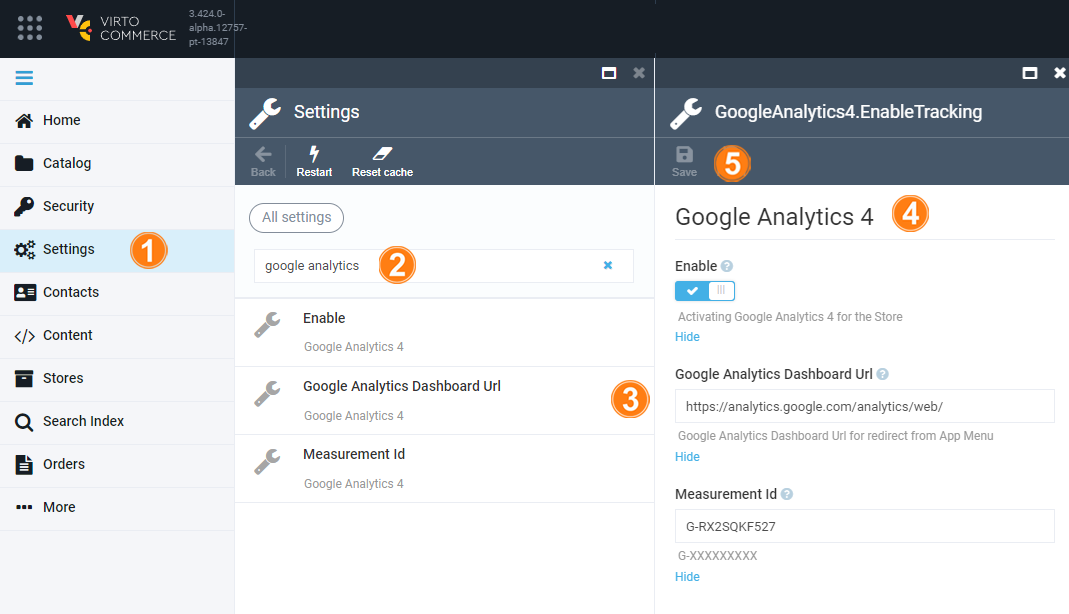 VIRTO
COMMERCE
3.424.0-
alpha.12757-
pt-13847
Home
Catalog
Security
Settings
1
Contacts
Content
Stores
Search Index
Orders
More
Settings
Back
Restart
Reset cache
All settings
google analytics
2
Enable
Google Analytics 4
Google Analytics Dashboard Url
Google Analytics 4
3
Measurement Id
Google Analytics 4
GoogleAnalytics4.EnableTracking
Save
5
Google Analytics 4
4
Enable ?
Activating Google Analytics 4 for the Store
Hide
Google Analytics Dashboard Url ?
https://analytics.google.com/analytics/web/
Google Analytics Dashboard Url for redirect from App Menu
Hide
Measurement Id ?
G-RX2SQKF527
G-XXXXXXXXX
Hide